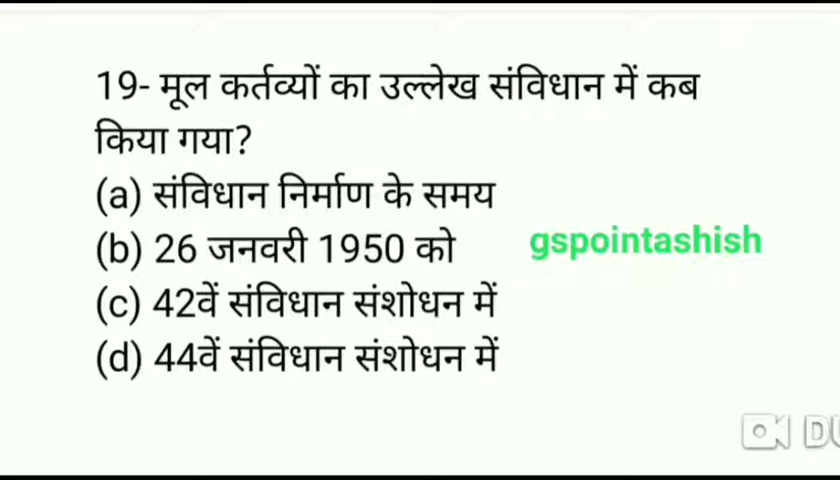 19- मूल कर्तव्यों का उल्लेख संविधान में कब
किया गया?
(a) संविधान निर्माण के समय
(b) 26 जनवरी 1950 को
gspointashish
(c) 42वें संविधान संशोधन में
(d) 44वें संविधान संशोधन में